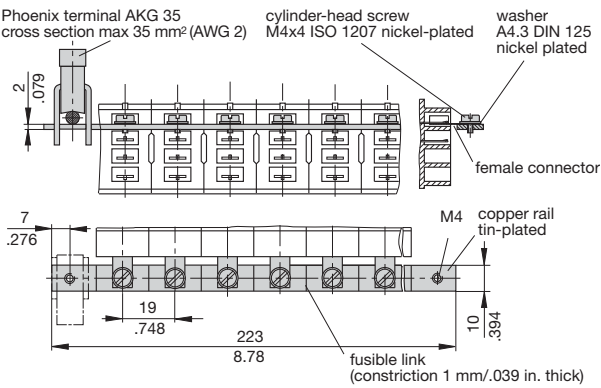 Phoenix terminal AKG 35
cross section max 35 mm² (AWG 2)
cylinder-head screw
M4x4 ISO 1207 nickel-plated
washer
A4.3 DIN 125
nickel plated
2
.079
female connector
7
.276
M4
copper rail
tin-plated
19
.748
10
.394
223
8.78
fusible link
(constriction 1 mm/.039 in. thick)